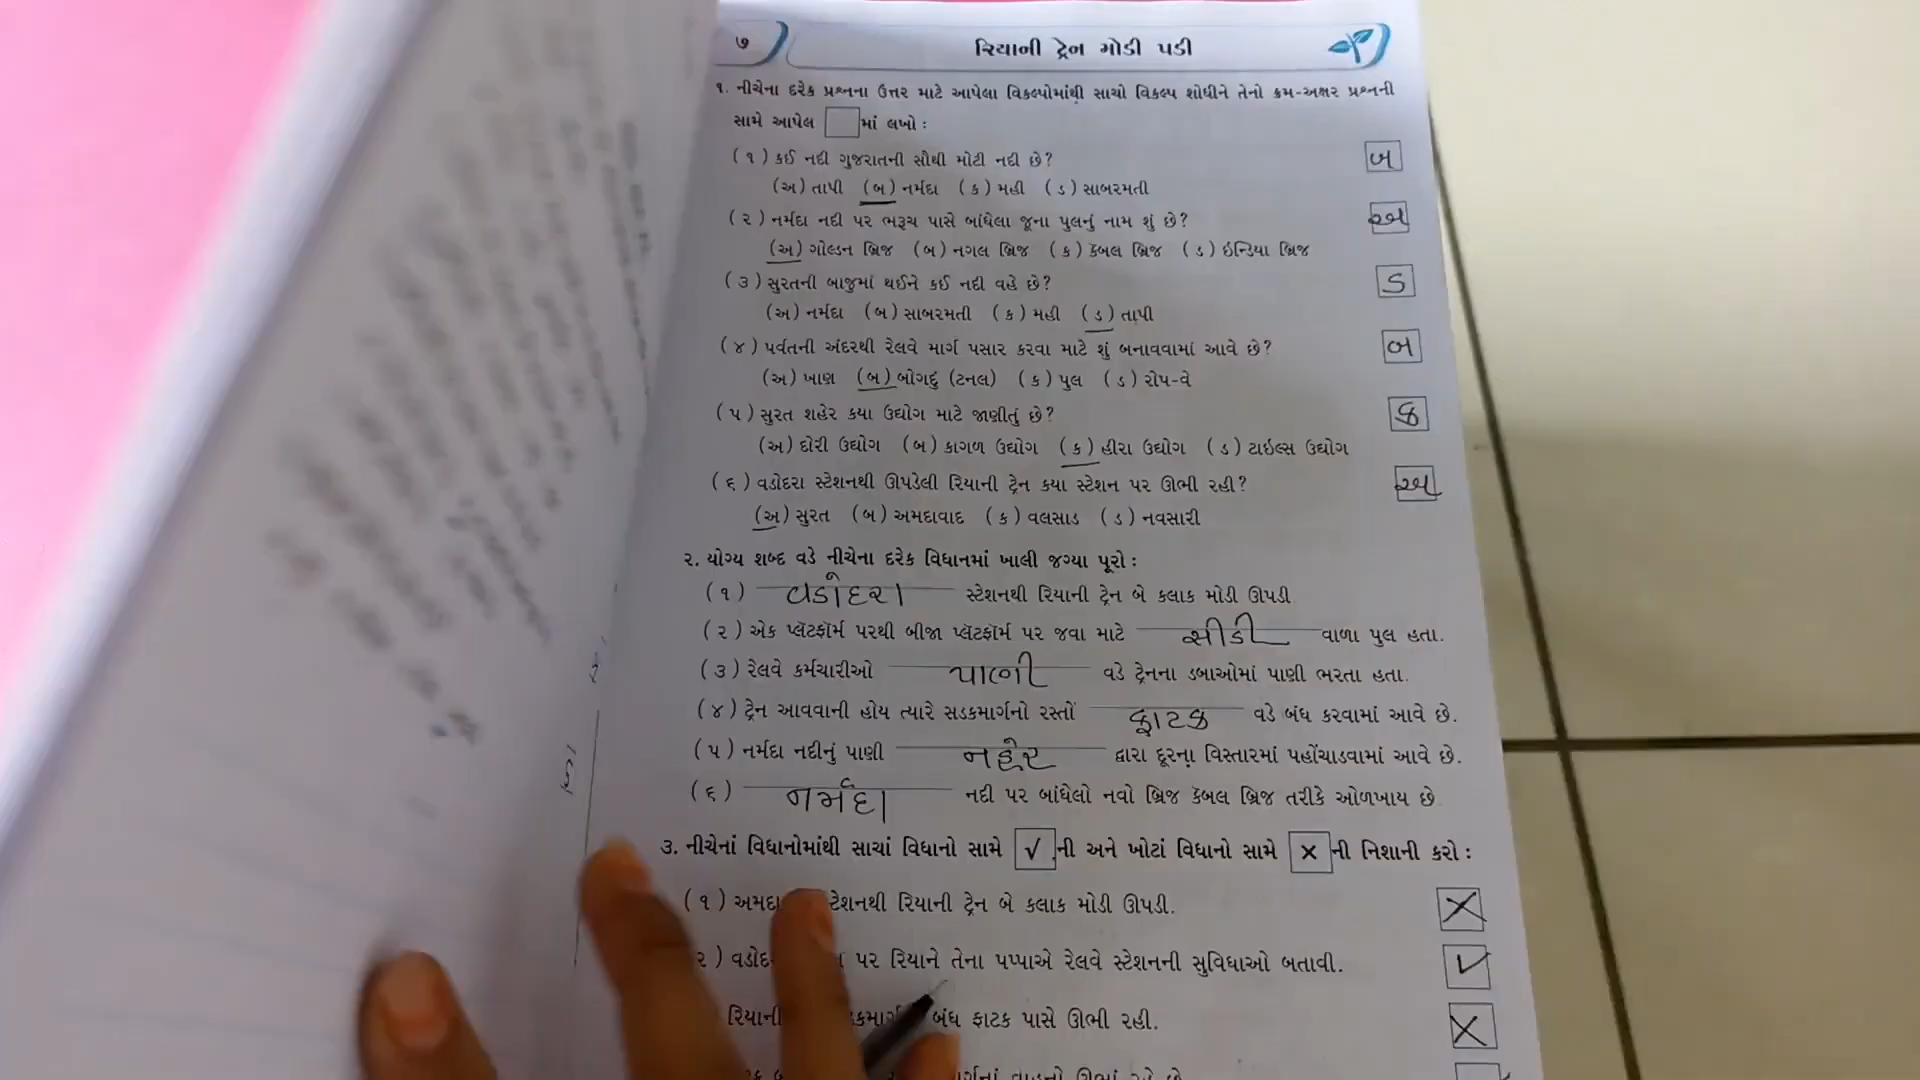 ૭
રિયાની ટ્રેન મોડી પડી
૧. નીચેના દરેક પ્રશ્નના ઉત્તર માટે આપેલા વિકલ્પોમાંથી સાચો વિકલ્પ શોધીને તેનો ક્રમ-અક્ષર પ્રશ્નની
સામે આપેલ માં લખો :
(૧) કઈ નદી ગુજરાતની સૌથી મોટી નદી છે? બ
(અ) તાપી (બ) નર્મદા (ક) મહી (ડ) સાબરમતી
(૨) નર્મદા નદી પર ભરૂચ પાસે બાંધેલા જૂના પુલનું નામ શું છે? અ
(અ) ગોલ્ડન બ્રિજ (બ) નગલ બ્રિજ (ક) કેબલ બ્રિજ (ડ) ઇન્ડિયા બ્રિજ
(૩) સુરતની બાજુમાં થઈને કઈ નદી વહે છે? ડ
(અ) નર્મદા (બ) સાબરમતી (ક) મહી (ડ) તાપી
(૪) પર્વતની અંદરથી રેલવે માર્ગ પસાર કરવા માટે શું બનાવવામાં આવે છે? બ
(અ) ખાણ (બ) બોગદું (ટનલ) (ક) પુલ (ડ) રોપ-વે
(૫) સુરત શહેર કયા ઉદ્યોગ માટે જાણીતું છે? ક
(અ) દોરી ઉદ્યોગ (બ) કાગળ ઉદ્યોગ (ક) હીરા ઉદ્યોગ (ડ) ટાઇલ્સ ઉદ્યોગ
(૬) વડોદરા સ્ટેશનથી ઊપડેલી રિયાની ટ્રેન કયા સ્ટેશન પર ઊભી રહી? અ
(અ) સુરત (બ) અમદાવાદ (ક) વલસાડ (ડ) નવસારી
૨. યોગ્ય શબ્દ વડે નીચેના દરેક વિધાનમાં ખાલી જગ્યા પૂરો :
(૧) વડોદરા સ્ટેશનથી રિયાની ટ્રેન બે કલાક મોડી ઊપડી
(૨) એક પ્લૅટફૉર્મ પરથી બીજા પ્લૅટફૉર્મ પર જવા માટે સીડી વાળા પુલ હતા.
(૩) રેલવે કર્મચારીઓ પાણી વડે ટ્રેનના ડબાઓમાં પાણી ભરતા હતા.
(૪) ટ્રેન આવવાની હોય ત્યારે સડકમાર્ગનો રસ્તો ફાટક વડે બંધ કરવામાં આવે છે.
(૫) નર્મદા નદીનું પાણી નહેર દ્વારા દૂરના વિસ્તારમાં પહોંચાડવામાં આવે છે.
(૬) નર્મદા નદી પર બાંધેલો નવો બ્રિજ કેબલ બ્રિજ તરીકે ઓળખાય છે
૩. નીચેનાં વિધાનોમાંથી સાચાં વિધાનો સામે ✓ ની અને ખોટાં વિધાનો સામે ✗ ની નિશાની કરો :
(૧) સ્ટેશનથી રિયાની ટ્રેન બે કલાક મોડી ઊપડી. ✗
પર રિયાને તેના પપ્પાએ રેલવે સ્ટેશનની સુવિધાઓ બતાવી. ✓
રિયાની બંધ ફાટક પાસે ઊભી રહી. ✗